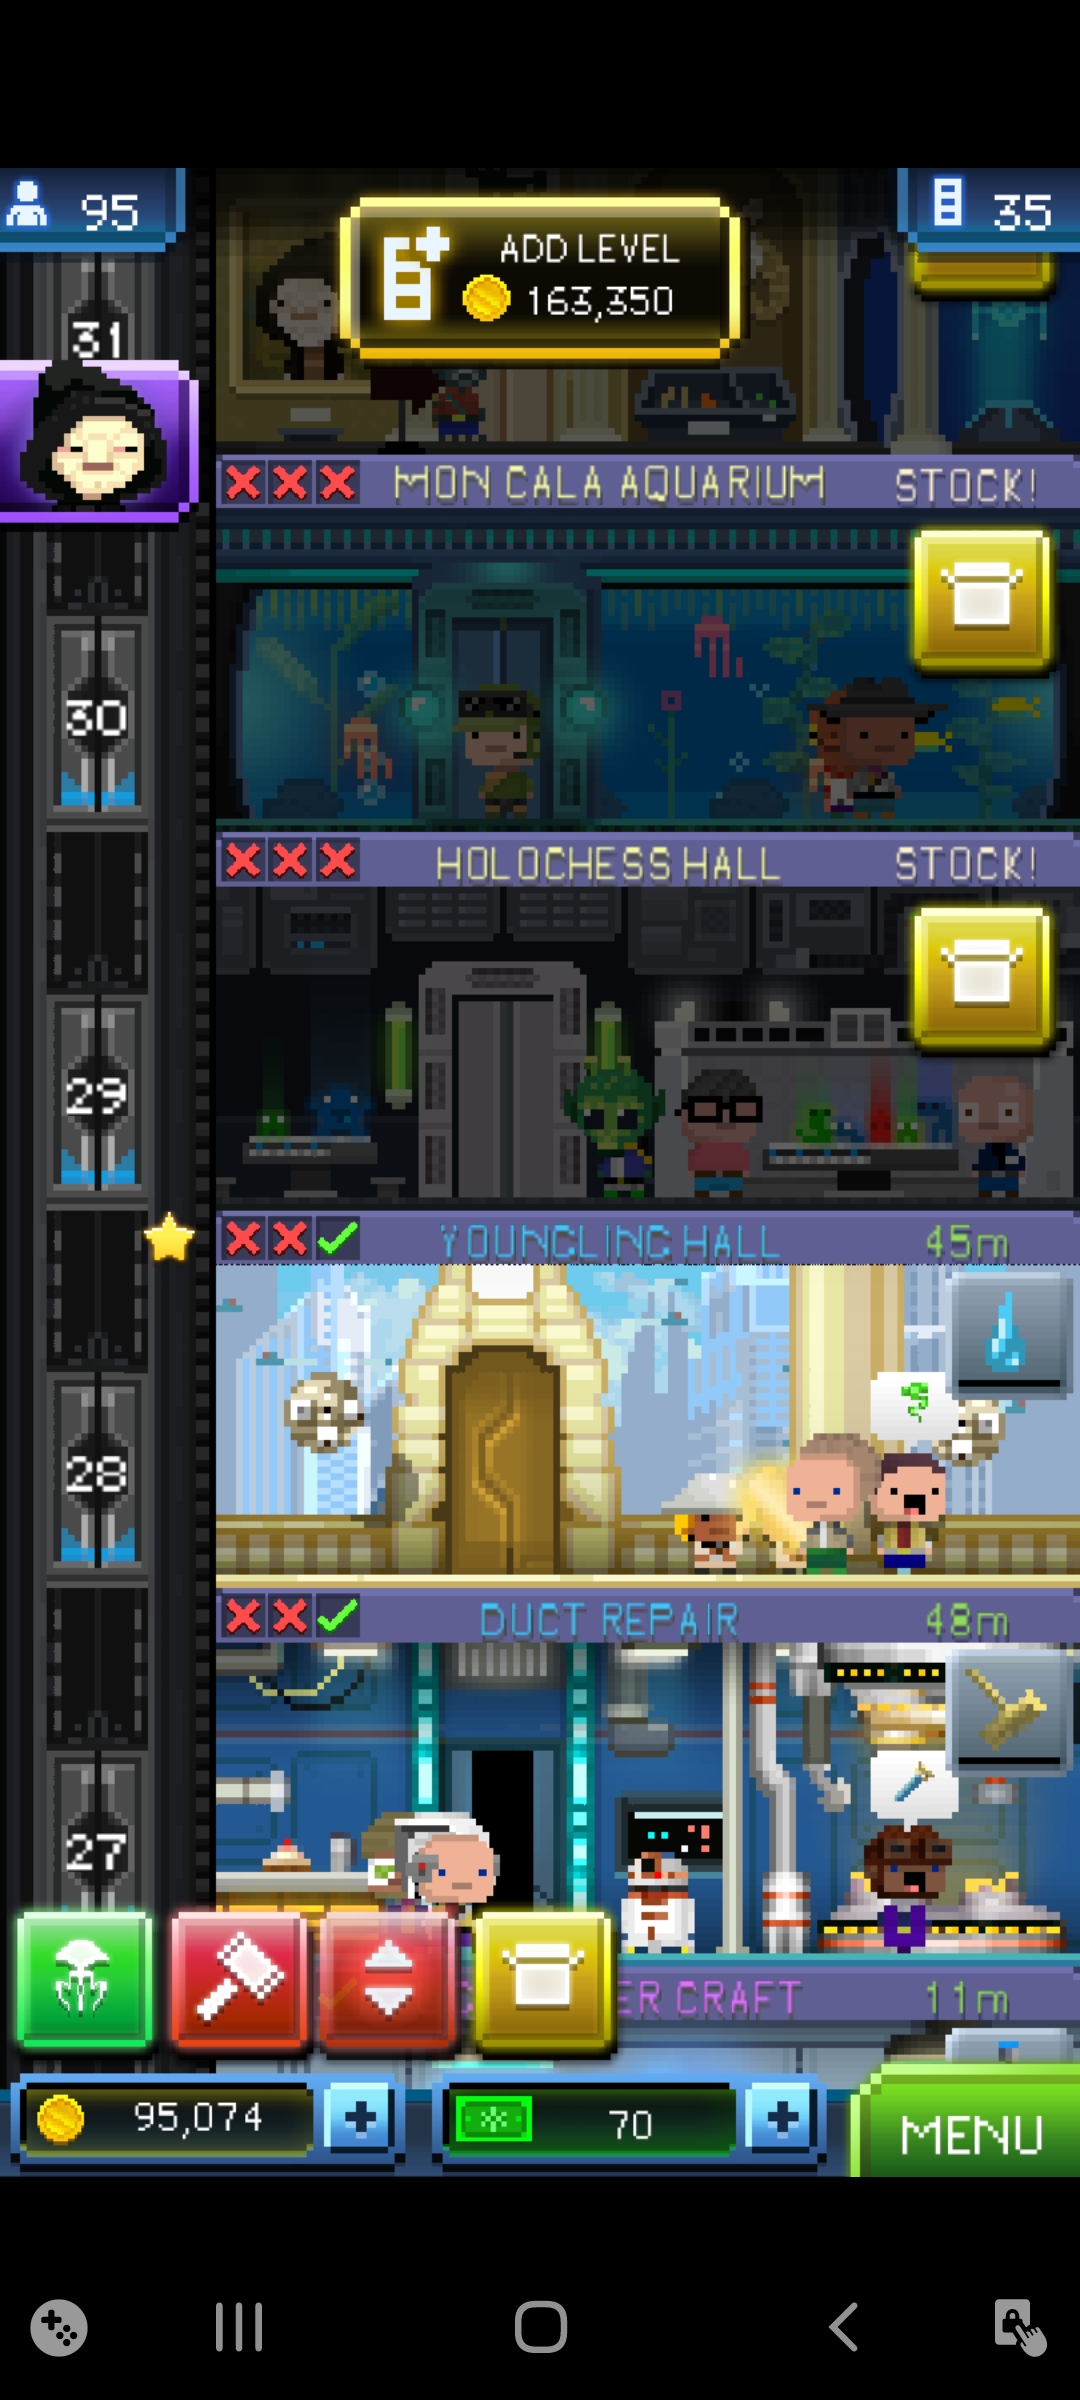 95
35
ADD LEVEL
163,350
31
MON CALA AQUARIUM STOCK!
30
HOLOCHESS HALL STOCK!
29
YOUNGLING HALL 45m
28
DUCT REPAIR 48m
27
ER CRAFT 11m
95,074
70
MENU